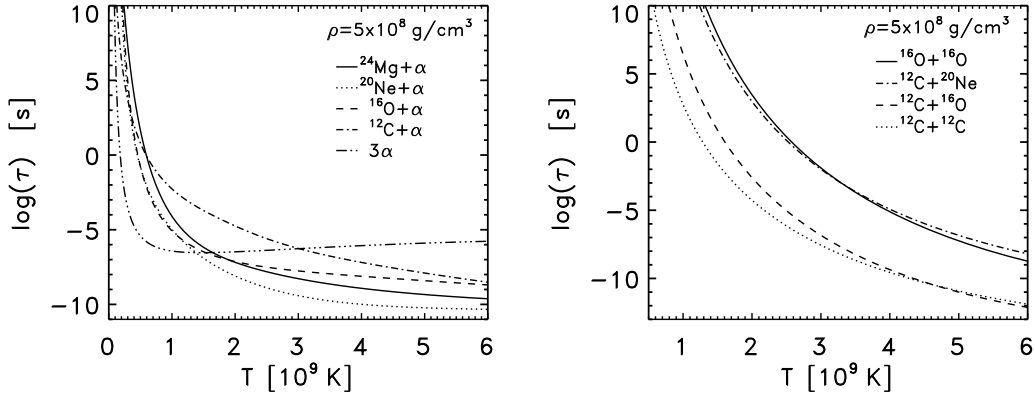 10
5
0
−5
−10
log(τ) [s]
ρ=5x10⁸ g/cm³
²⁴Mg+α
²⁰Ne+α
¹⁶O+α
¹²C+α
3α
0 1 2 3 4 5 6
T [10⁹ K]
10
5
0
−5
−10
log(τ) [s]
ρ=5x10⁸ g/cm³
¹⁶O+¹⁶O
¹²C+²⁰Ne
¹²C+¹⁶O
¹²C+¹²C
1 2 3 4 5 6
T [10⁹ K]